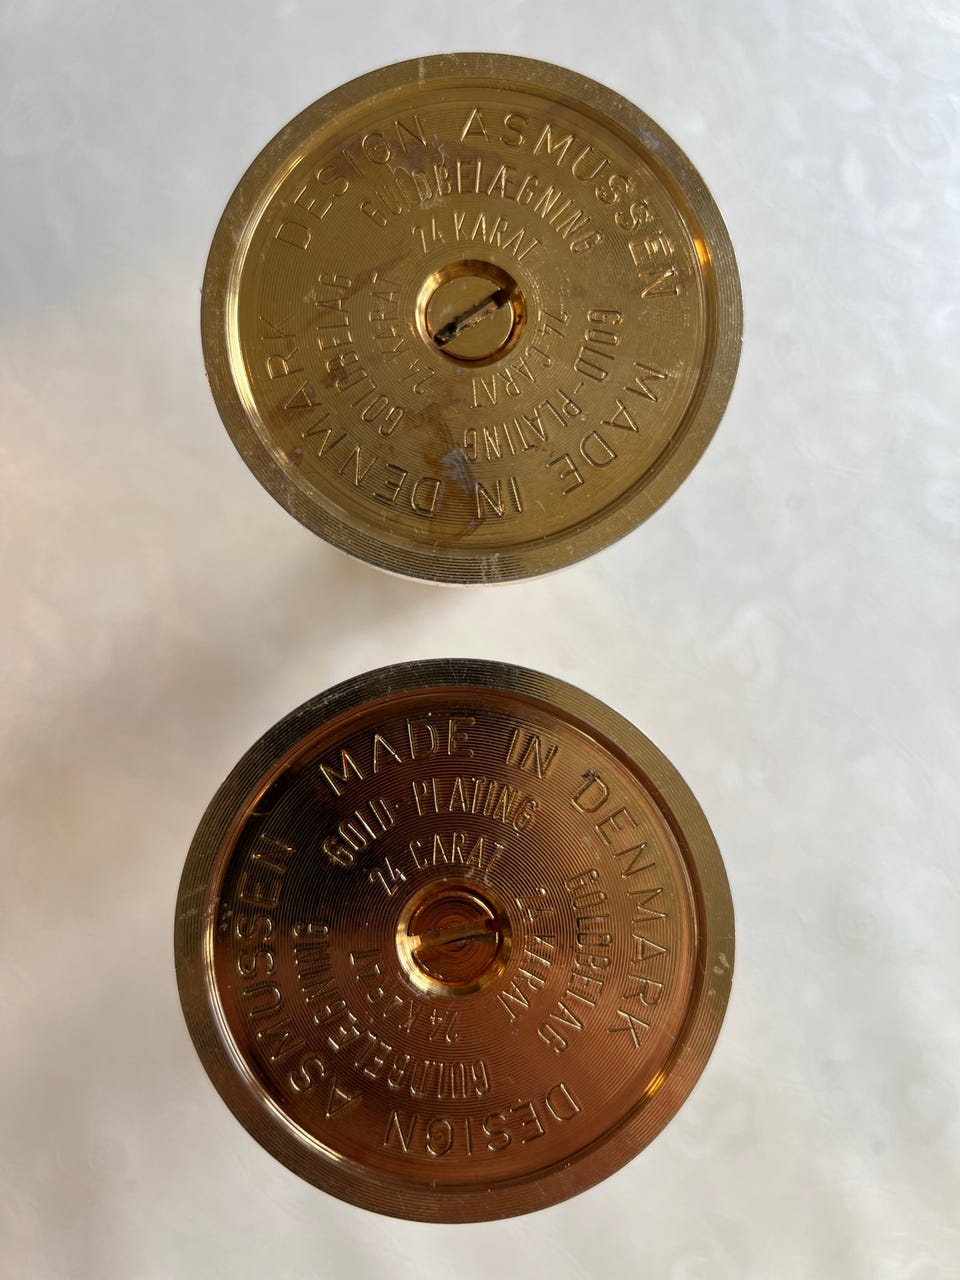 DESIGN ASMUSSEN
MADE IN DENMARK
GULDBELÆGNING
24 KARAT
GOLD-PLATING
24 CARAT
GOLDBELAG
24 KARAT
MADE IN DENMARK
DESIGN ASMUSSEN
GOLD-PLATING
24 CARAT
GOLDBELAG
24 KARAT
GULDBELÆGNING
24 KARAT